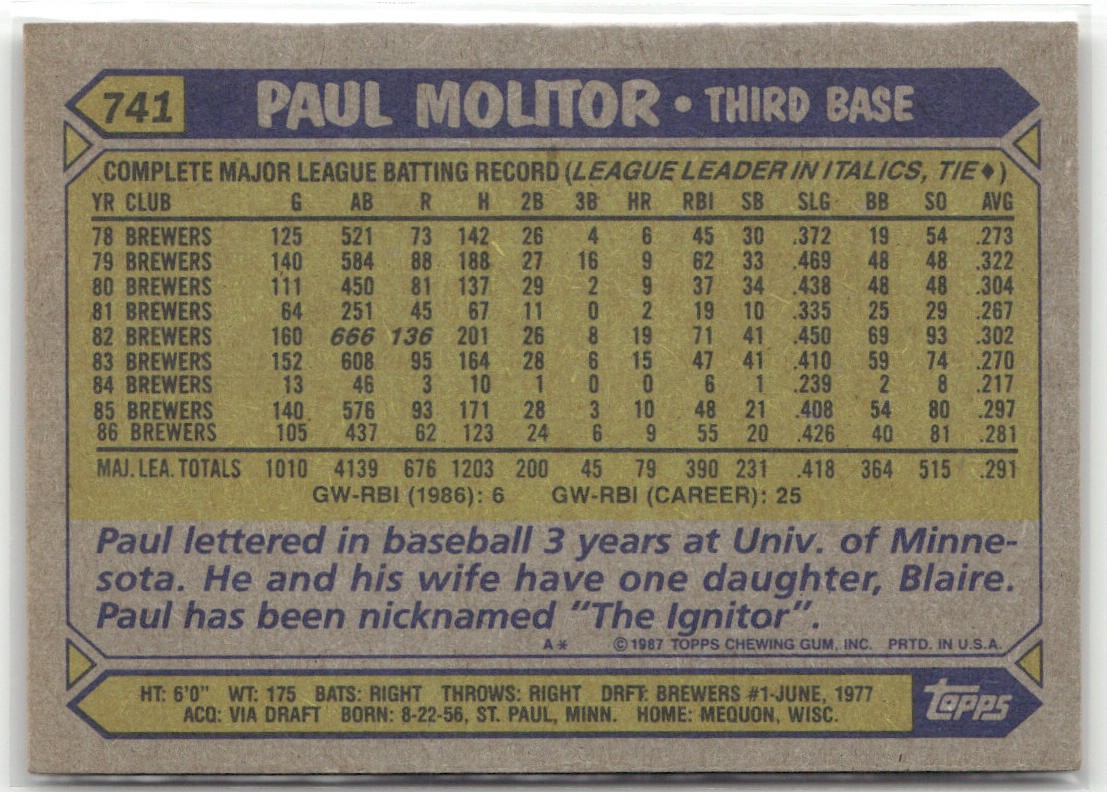 741 PAUL MOLITOR • THIRD BASE
COMPLETE MAJOR LEAGUE BATTING RECORD (LEAGUE LEADER IN ITALICS, TIE♦)
YR CLUB G AB R H 2B 3B HR RBI SB SLG BB SO AVG
78 BREWERS 125 521 73 142 26 4 6 45 30 .372 19 54 .273
79 BREWERS 140 584 88 188 27 16 9 62 33 .469 48 48 .322
80 BREWERS 111 450 81 137 29 2 9 37 34 .438 48 48 .304
81 BREWERS 64 251 45 67 11 0 2 19 10 .335 25 29 .267
82 BREWERS 160 666 136 201 26 8 19 71 41 .450 69 93 .302
83 BREWERS 152 608 95 164 28 6 15 47 41 .410 59 74 .270
84 BREWERS 13 46 3 10 1 0 0 6 1 .239 2 8 .217
85 BREWERS 140 576 93 171 28 3 10 48 21 .408 54 80 .297
86 BREWERS 105 437 62 123 24 6 9 55 20 .426 40 81 .281
MAJ. LEA. TOTALS 1010 4139 676 1203 200 45 79 390 231 .418 364 515 .291
GW-RBI (1986): 6 GW-RBI (CAREER): 25
Paul lettered in baseball 3 years at Univ. of Minne-
sota. He and his wife have one daughter, Blaire.
Paul has been nicknamed "The Ignitor".
A* ©1987 TOPPS CHEWING GUM, INC. PRTD. IN U.S.A.
HT: 6'0" WT: 175 BATS: RIGHT THROWS: RIGHT DRFT: BREWERS #1-JUNE, 1977
ACQ: VIA DRAFT BORN: 8-22-56, ST. PAUL, MINN. HOME: MEQUON, WISC.
topps